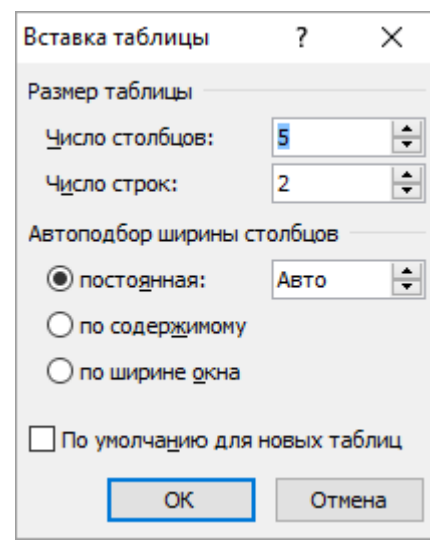 Вставка таблицы ?
Размер таблицы
Число столбцов: 5
Число строк: 2
Автоподбор ширины столбцов
постоянная: Авто
по содержимому
по ширине окна
По умолчанию для новых таблиц
ОК Отмена